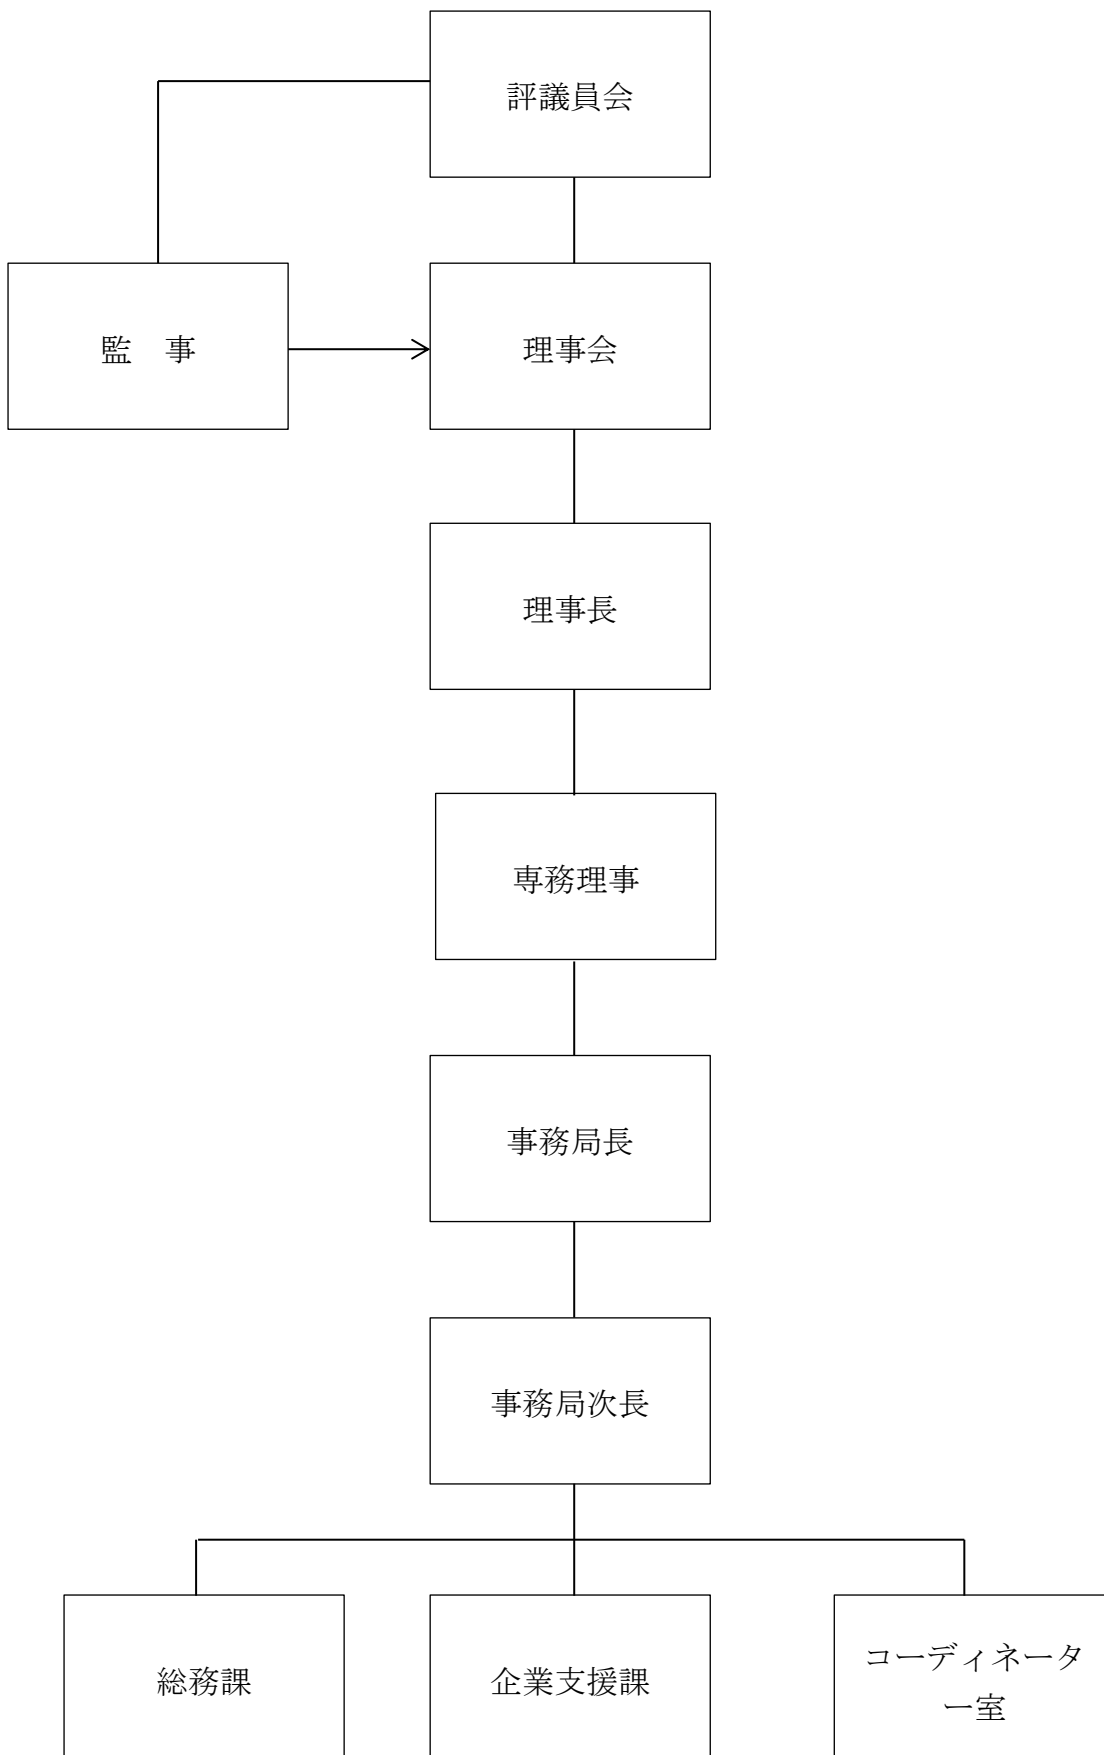 評議員会
監　事
理事会
理事長
専務理事
事務局長
事務局次長
総務課
企業支援課
コーディネータ
ー室